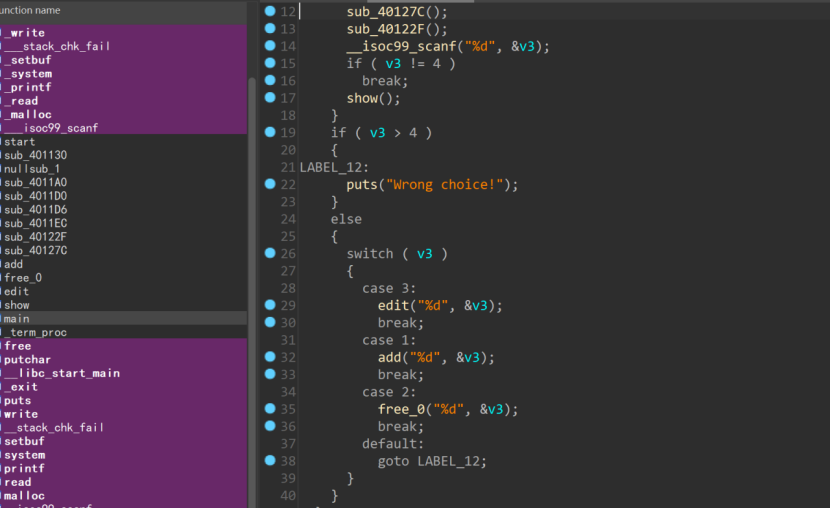 unction name
_write
___stack_chk_fail
_setbuf
_system
_printf
_read
_malloc
___isoc99_scanf
start
sub_401130
nullsub_1
sub_4011A0
sub_4011D0
sub_4011D6
sub_4011EC
sub_40122F
sub_40127C
add
free_0
edit
show
main
_term_proc
free
putchar
__libc_start_main
_exit
puts
write
__stack_chk_fail
setbuf
system
printf
read
malloc
__isoc99_scanf
12 sub_40127C();
13 sub_40122F();
14 __isoc99_scanf("%d", &v3);
15 if ( v3 != 4 )
16 break;
17 show();
18 }
19 if ( v3 > 4 )
20 {
21 LABEL_12:
22 puts("Wrong choice!");
23 }
24 else
25 {
26 switch ( v3 )
27 {
28 case 3:
29 edit("%d", &v3);
30 break;
31 case 1:
32 add("%d", &v3);
33 break;
34 case 2:
35 free_0("%d", &v3);
36 break;
37 default:
38 goto LABEL_12;
39 }
40 }